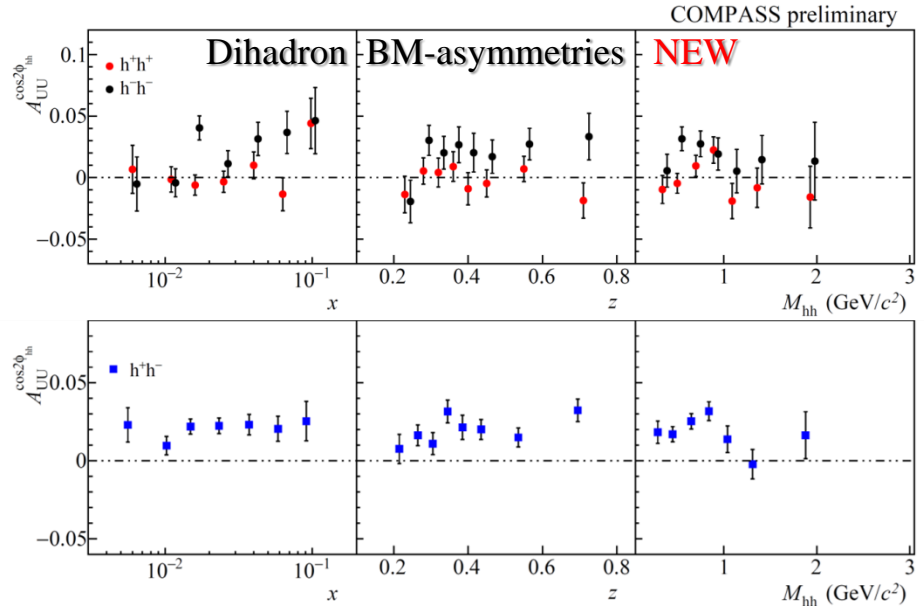 COMPASS preliminary
Dihadron BM-asymmetries NEW
A_UU^cos2ϕ_hh
0.1
0.05
0
−0.05
h⁺h⁺
h⁻h⁻
10⁻² 10⁻¹ 0.2 0.4 0.6 0.8 1 2 3
x z M_hh (GeV/c²)
A_UU^cos2ϕ_hh
0.05
0
−0.05
h⁺h⁻
10⁻² 10⁻¹ 0.2 0.4 0.6 0.8 1 2 3
x z M_hh (GeV/c²)